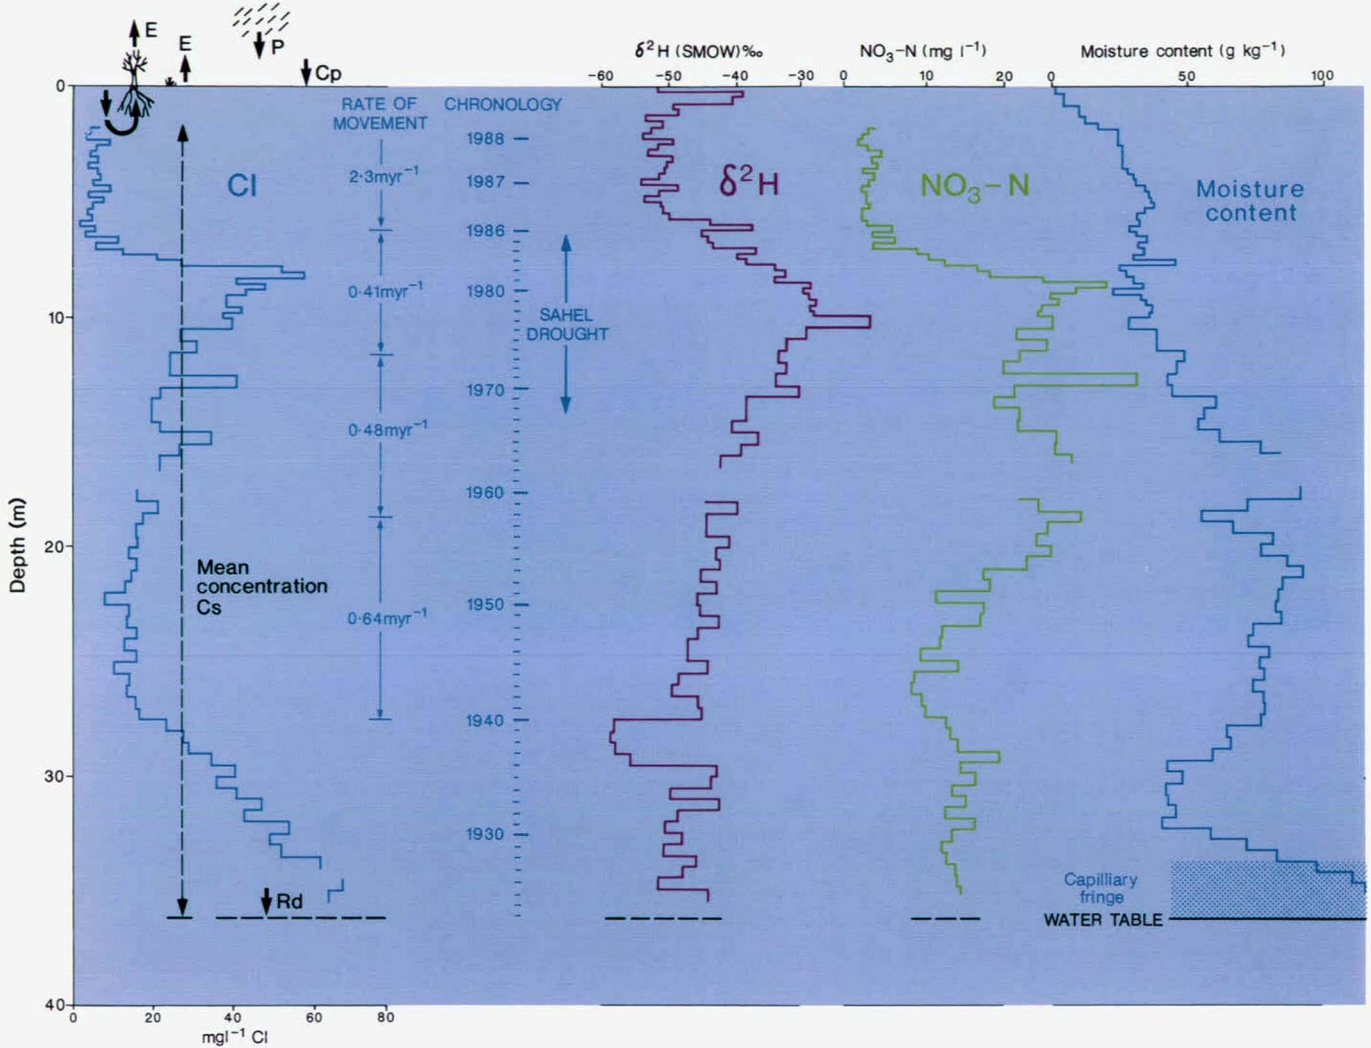 E
E
P
Cp
δ²H (SMOW)‰
NO₃-N (mg l⁻¹)
Moisture content (g kg⁻¹)
-60 -50 -40 -30
0 10 20
0 50 100
0
RATE OF
MOVEMENT
CHRONOLOGY
1988
2·3myr⁻¹
1987
Cl
δ²H
NO₃-N
Moisture
content
1986
0·41myr⁻¹
1980
SAHEL
DROUGHT
10
1970
0·48myr⁻¹
1960
20
Depth (m)
Mean
concentration
Cs
1950
0·64myr⁻¹
1940
30
1930
Rd
Capilliary
fringe
WATER TABLE
40
0 20 40 60 80
mgl⁻¹ Cl